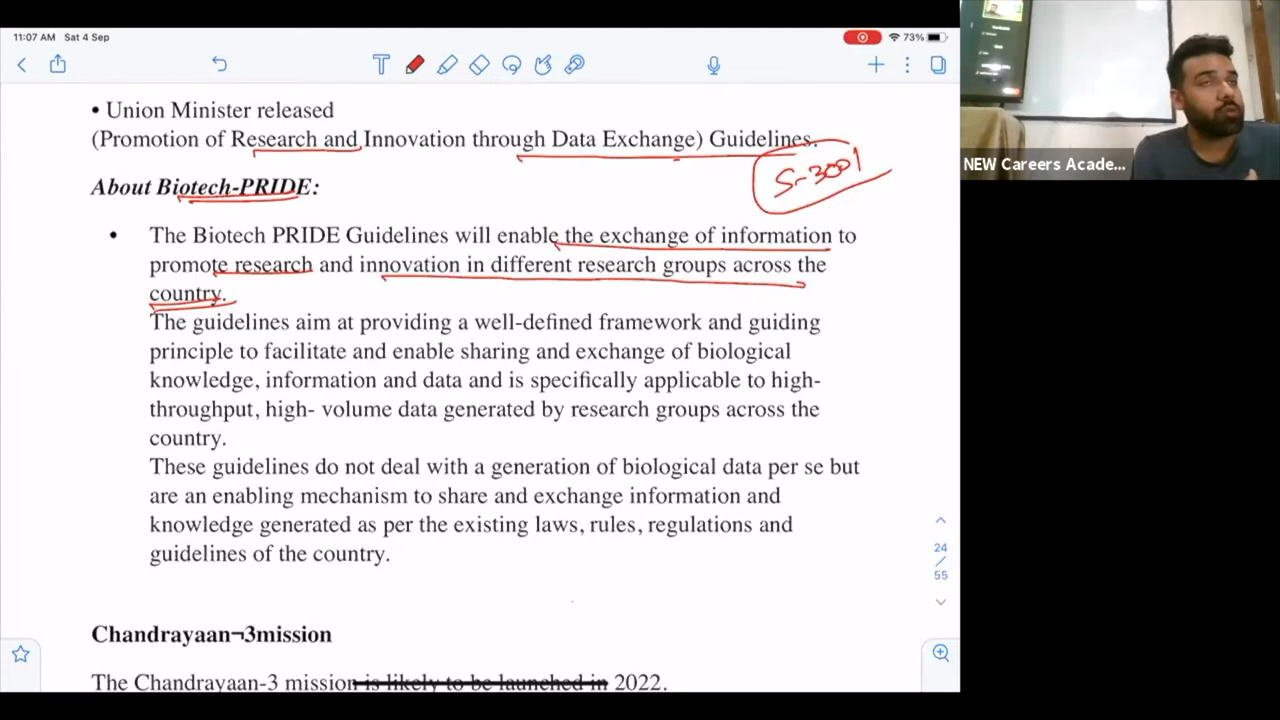 11:07 AM Sat 4 Sep
73%
• Union Minister released
(Promotion of Research and Innovation through Data Exchange) Guidelines.
About Biotech-PRIDE:
NEW Careers Acade...
• The Biotech PRIDE Guidelines will enable the exchange of information to
promote research and innovation in different research groups across the
country.
The guidelines aim at providing a well-defined framework and guiding
principle to facilitate and enable sharing and exchange of biological
knowledge, information and data and is specifically applicable to high-
throughput, high- volume data generated by research groups across the
country.
These guidelines do not deal with a generation of biological data per se but
are an enabling mechanism to share and exchange information and
knowledge generated as per the existing laws, rules, regulations and
guidelines of the country.
24
/
55
Chandrayaan¬3mission
The Chandrayaan-3 mission is likely to be launched in 2022.